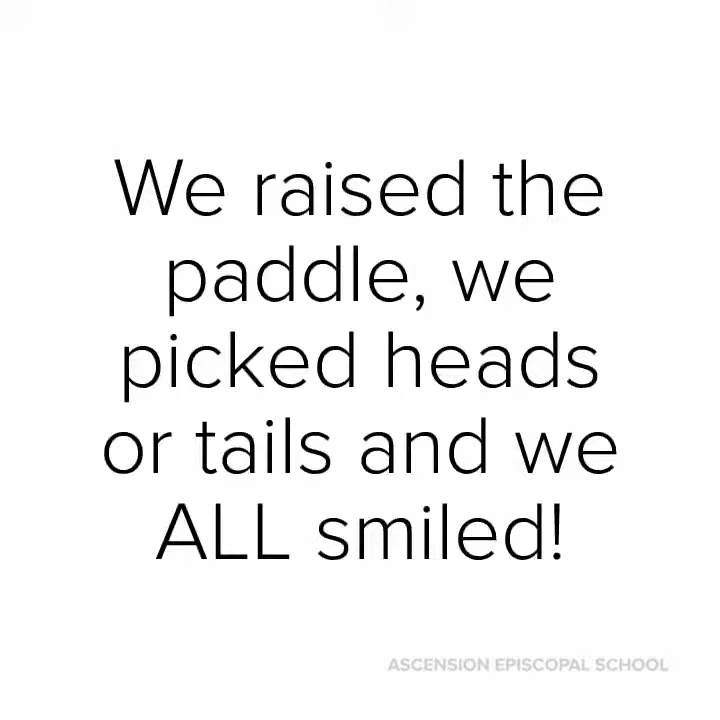 We raised the
paddle, we
picked heads
or tails and we
ALL smiled!
ASCENSION EPISCOPAL SCHOOL